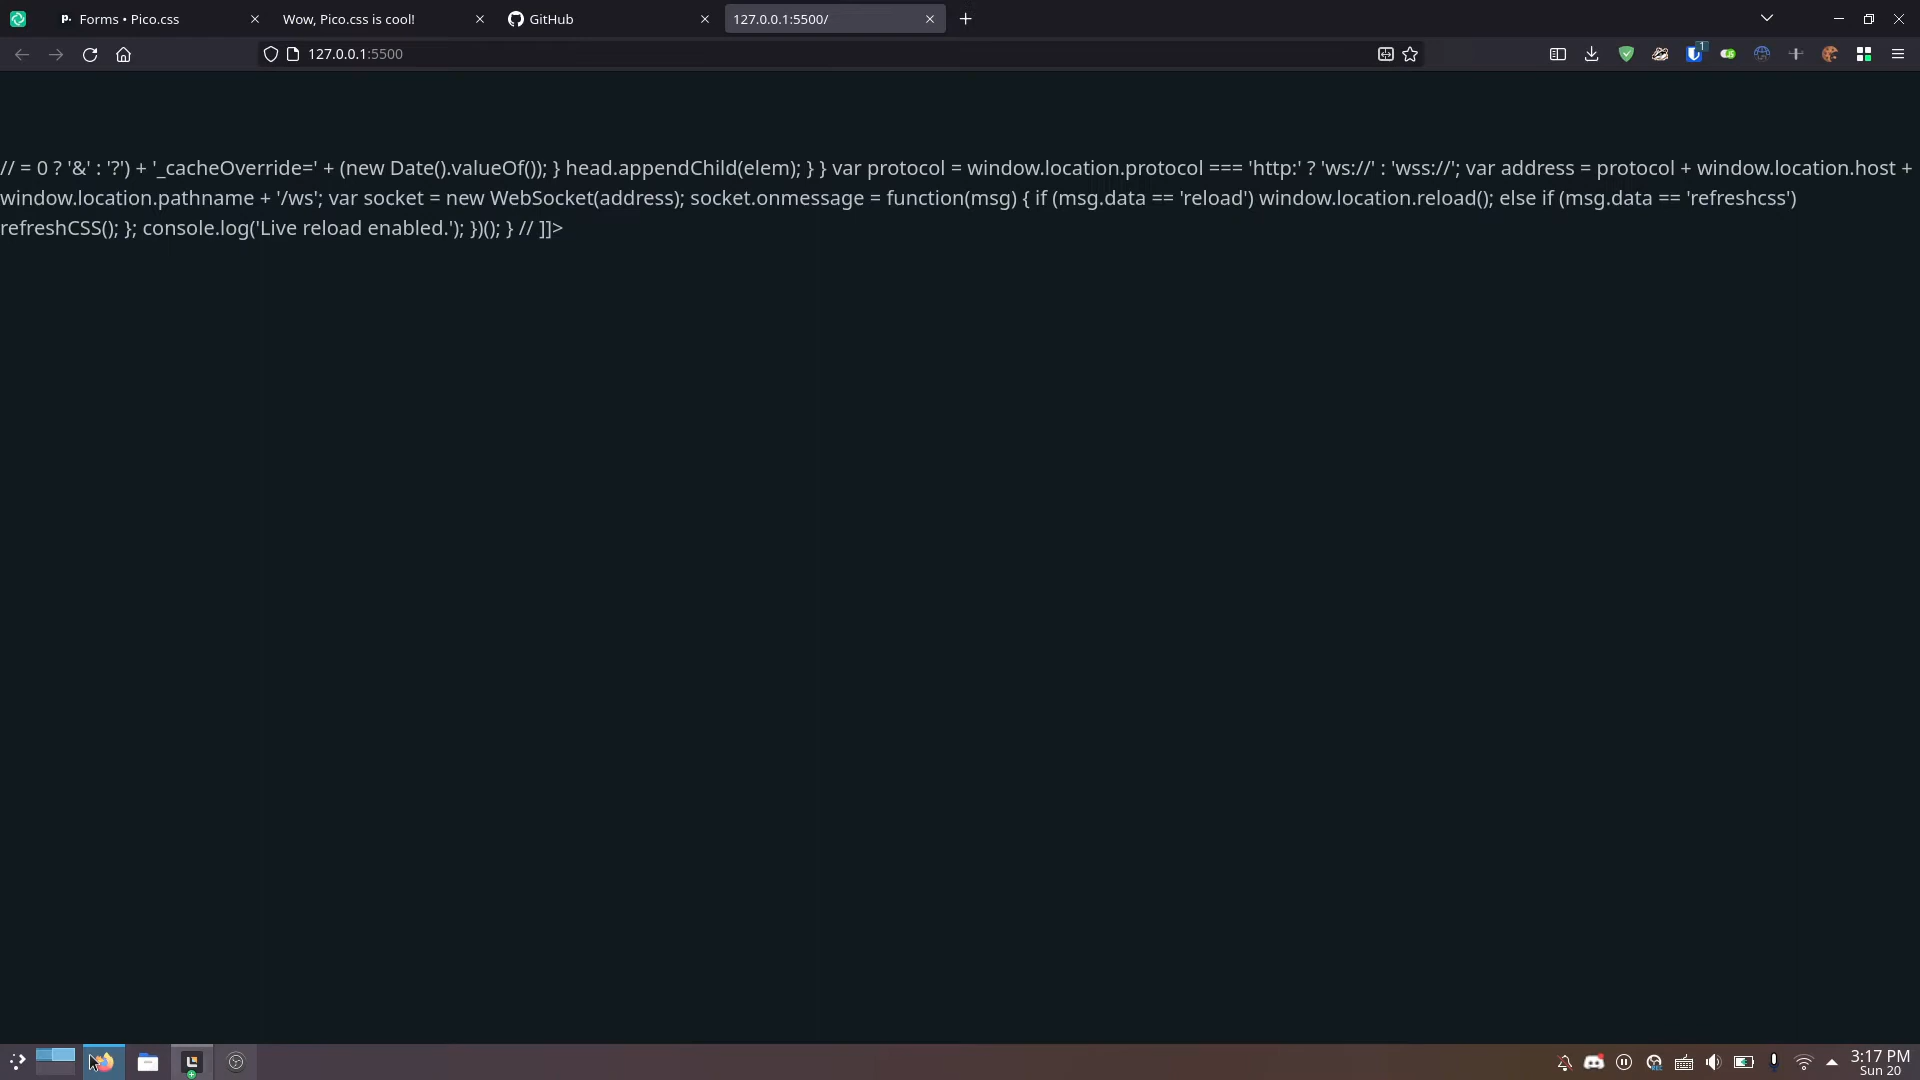 Forms • Pico.css
Wow, Pico.css is cool!
GitHub
127.0.0.1:5500/
127.0.0.1:5500
1
// = 0 ? '&' : '?') + '_cacheOverride=' + (new Date().valueOf()); } head.appendChild(elem); } } var protocol = window.location.protocol === 'http:' ? 'ws://' : 'wss://'; var address = protocol + window.location.host +
window.location.pathname + '/ws'; var socket = new WebSocket(address); socket.onmessage = function(msg) { if (msg.data == 'reload') window.location.reload(); else if (msg.data == 'refreshcss')
refreshCSS(); }; console.log('Live reload enabled.'); })(); } // ]]>
3:17 PM
Sun 20